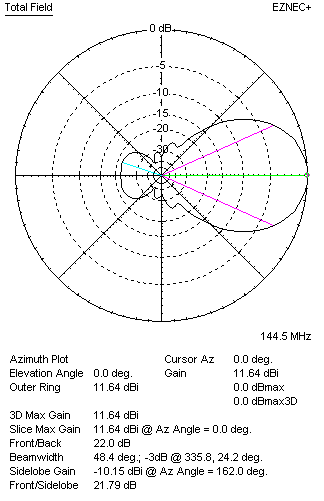 Total Field
EZNEC+
0 dB
-5
-10
-15
-20
-30
144.5 MHz
Azimuth Plot
Cursor Az 0.0 deg.
Elevation Angle 0.0 deg.
Gain 11.64 dBi
Outer Ring 11.64 dBi
0.0 dBmax
0.0 dBmax3D
3D Max Gain 11.64 dBi
Slice Max Gain 11.64 dBi @ Az Angle = 0.0 deg.
Front/Back 22.0 dB
Beamwidth 48.4 deg.; -3dB @ 335.8, 24.2 deg.
Sidelobe Gain -10.15 dBi @ Az Angle = 162.0 deg.
Front/Sidelobe 21.79 dB